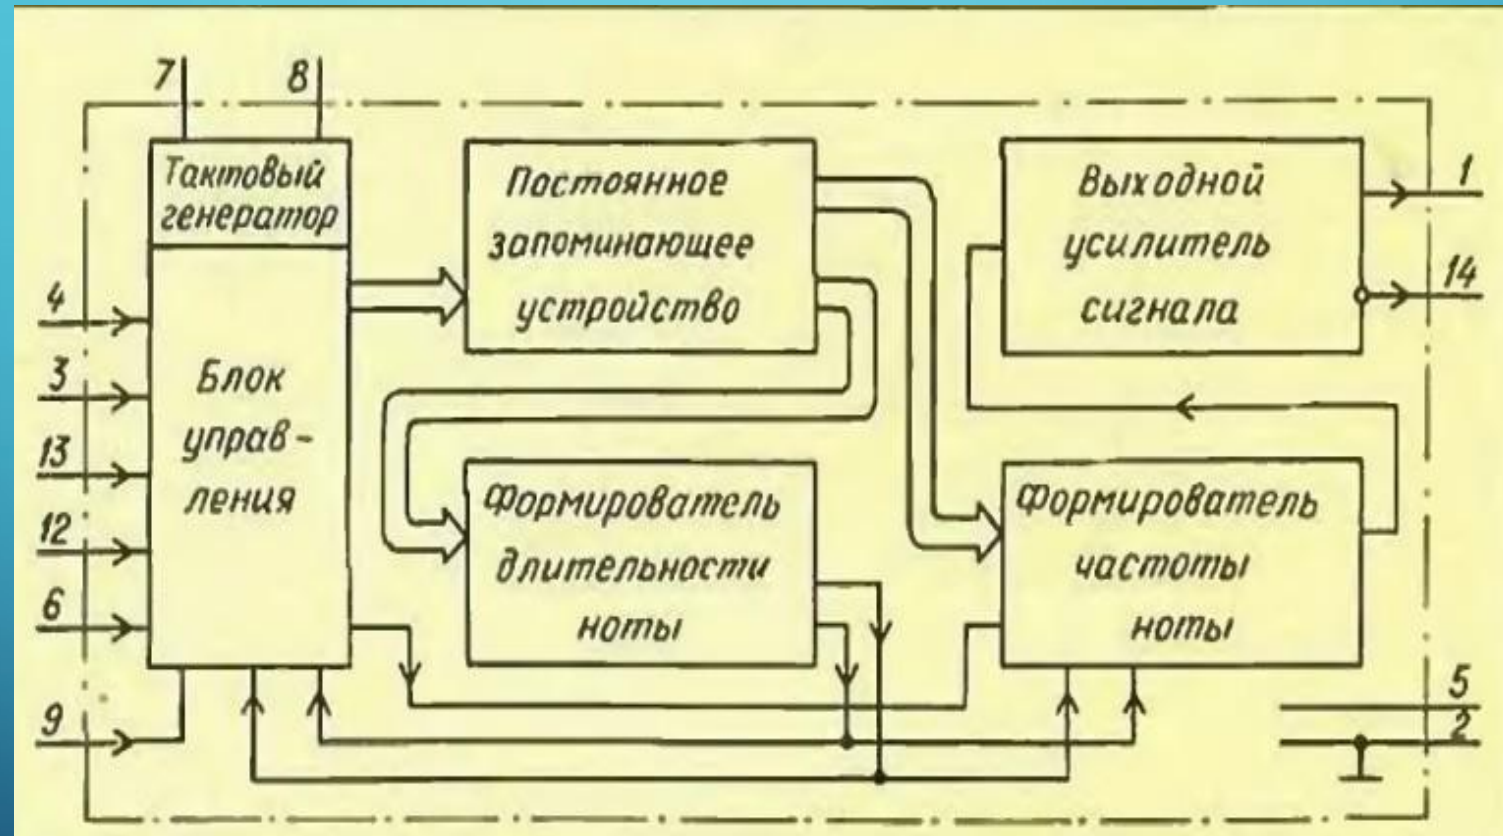 7 8
Тактовый
генератор
Блок
управ-
ления
4
3
13
12
6
9
Постоянное
запоминающее
устройство
Формирователь
длительности
ноты
Выходной
усилитель
сигнала
Формирователь
частоты
ноты
1
14
5
2